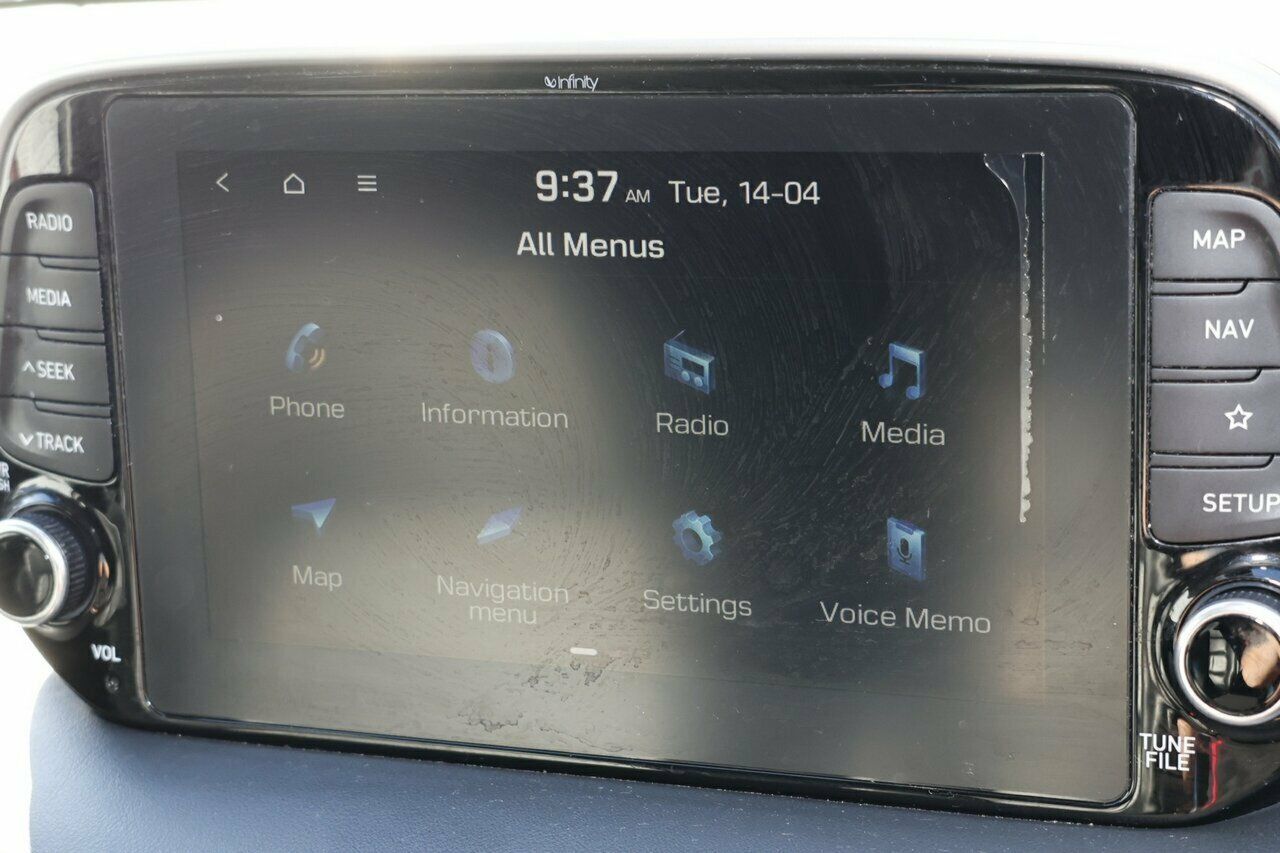 infinity
9:37 AM Tue, 14-04
All Menus
RADIO
MEDIA
SEEK
TRACK
VOL
Phone
Information
Radio
Media
Map
Navigation
menu
Settings
Voice Memo
MAP
NAV
SETUP
TUNE
FILE